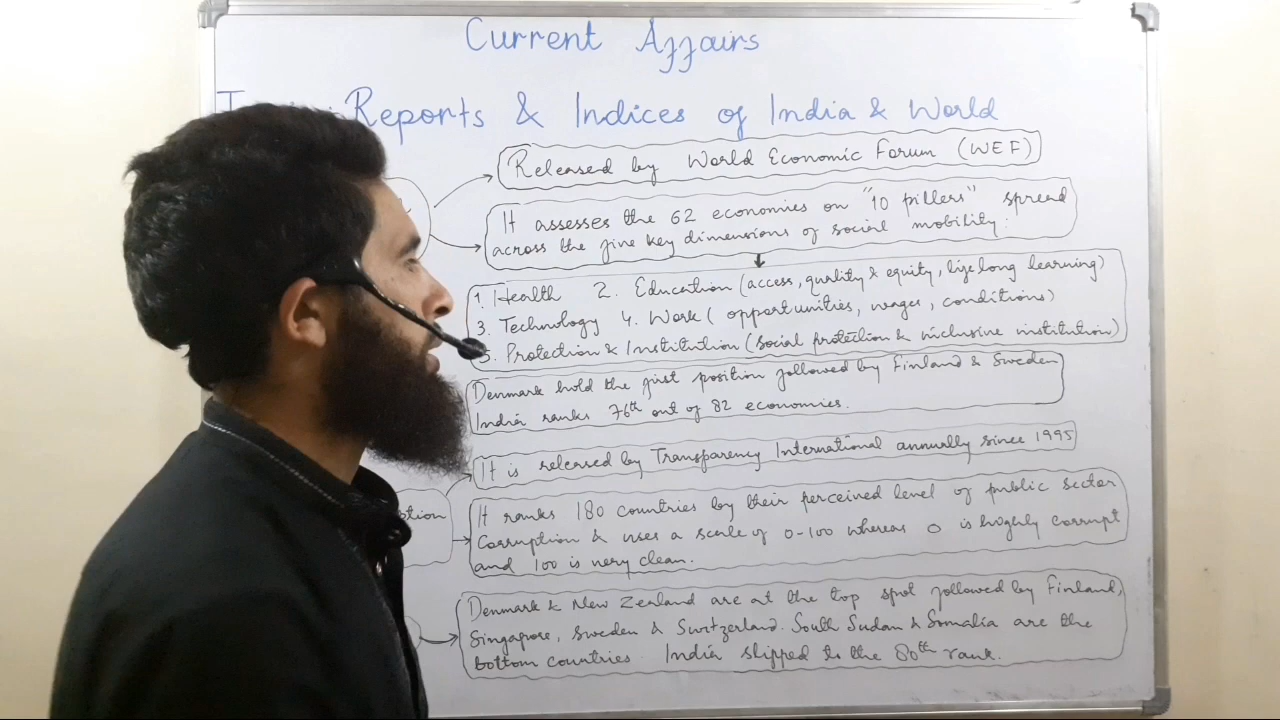 Current Affairs
Reports & Indices of India & World
Released by World Economic Forum (WEF)
It assesses the 62 economies on "10 pillers" spread
across the five key dimensions of social mobility:
1. Health 2. Education (access, quality & equity, lifelong learning)
3. Technology 4. Work ( opportunities, wages, conditions)
5. Protection & Institution (social protection & inclusive institution)
Denmark hold the first position followed by Finland & Sweden
India ranks 76th out of 82 economies.
It is released by Transparency International annually since 1995
ption
It ranks 180 countries by their perceived level of public sector
Corruption & uses a scale of 0-100 whereas 0 is highly corrupt
and 100 is very clean.
Denmark & New Zealand are at the top spot followed by Finland,
Singapore, Sweden & Switzerland. South Sudan & Somalia are the
bottom countries. India slipped to the 80th rank.